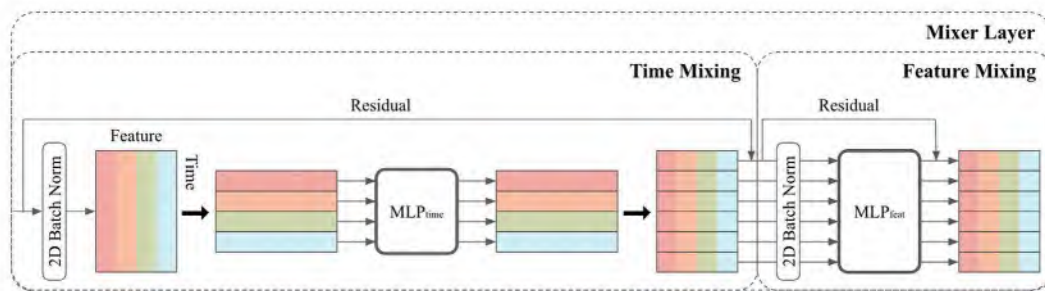 Mixer Layer
Time Mixing
Feature Mixing
Residual
Residual
Feature
Time
2D Batch Norm
MLPtime
2D Batch Norm
MLPfeat